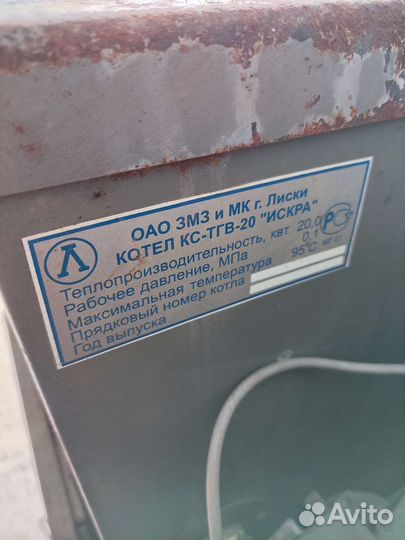 ОАО ЗМЗ и МК г. Лиски
КОТЕЛ КС-ТГВ-20 "ИСКРА"
Теплопроизводительность, квт 20.0
Рабочее давление, МПа 0,1
Максимальная температура 95°С
Прядковый номер котла
Год выпуска
Л
РС
Avito